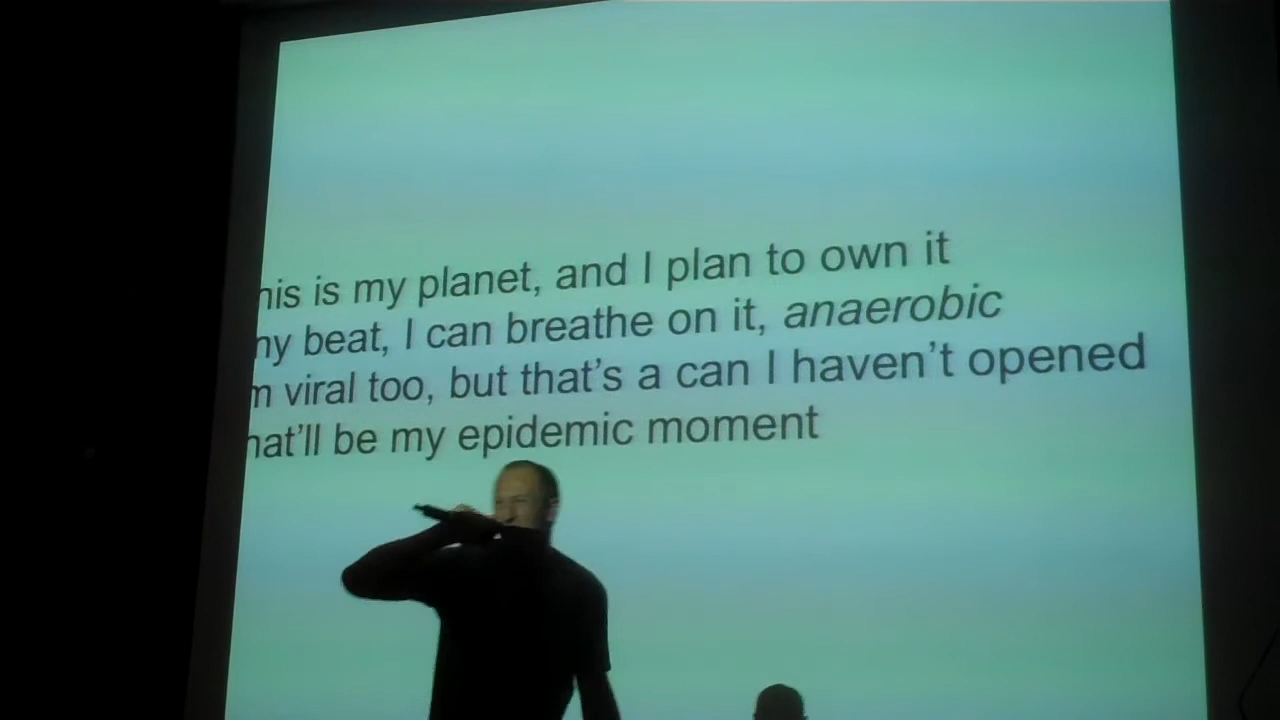 his is my planet, and I plan to own it
my beat, I can breathe on it, anaerobic
m viral too, but that's a can I haven't opened
hat'll be my epidemic moment